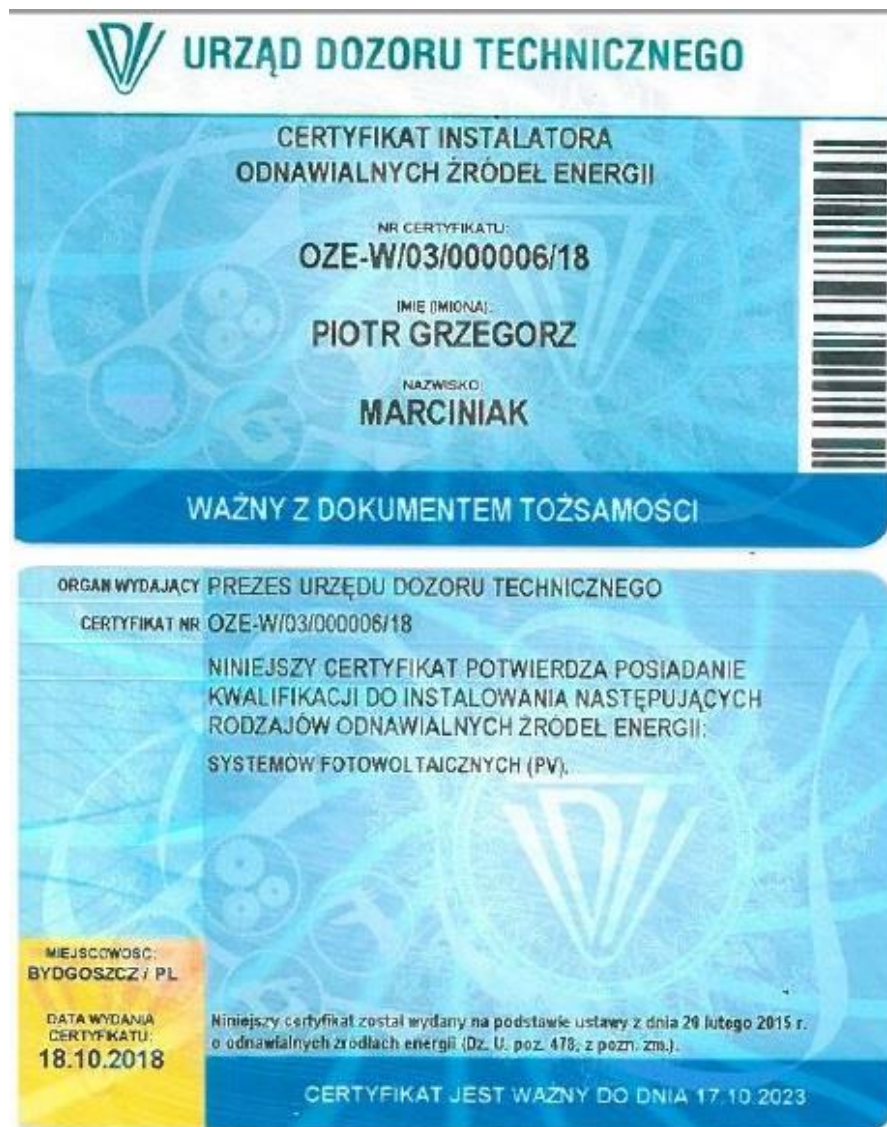 URZĄD DOZORU TECHNICZNEGO
CERTYFIKAT INSTALATORA
ODNAWIALNYCH ŹRÓDEŁ ENERGII
NR CERTYFIKATU:
OZE-W/03/000006/18
IMIĘ (IMIONA):
PIOTR GRZEGORZ
NAZWISKO:
MARCINIAK
WAŻNY Z DOKUMENTEM TOŻSAMOŚCI
ORGAN WYDAJĄCY PREZES URZĘDU DOZORU TECHNICZNEGO
CERTYFIKAT NR OZE-W/03/000006/18
NINIEJSZY CERTYFIKAT POTWIERDZA POSIADANIE
KWALIFIKACJI DO INSTALOWANIA NASTĘPUJĄCYCH
RODZAJÓW ODNAWIALNYCH ŹRÓDEŁ ENERGII:
SYSTEMÓW FOTOWOLTAICZNYCH (PV).
MIEJSCOWOŚĆ:
BYDGOSZCZ / PL
DATA WYDANIA
CERTYFIKATU:
18.10.2018
Niniejszy certyfikat został wydany na podstawie ustawy z dnia 20 lutego 2015 r.
o odnawialnych źródłach energii (Dz. U. poz. 478, z pozn. zm.).
CERTYFIKAT JEST WAŻNY DO DNIA 17.10.2023